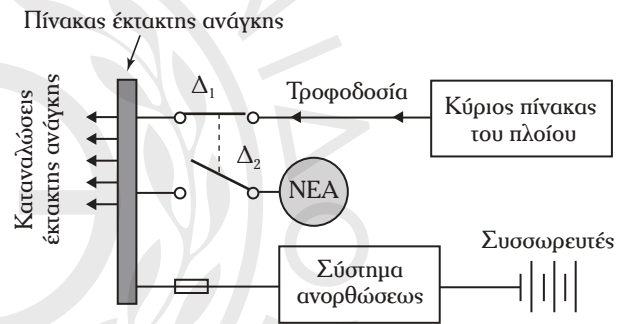 Πίνακας έκτακτης ανάγκης
Καταναλώσεις
έκτακτης ανάγκης
Δ1
Τροφοδοσία
Κύριος πίνακας
του πλοίου
Δ2
ΝΕΑ
Σύστημα
ανορθώσεως
Συσσωρευτές